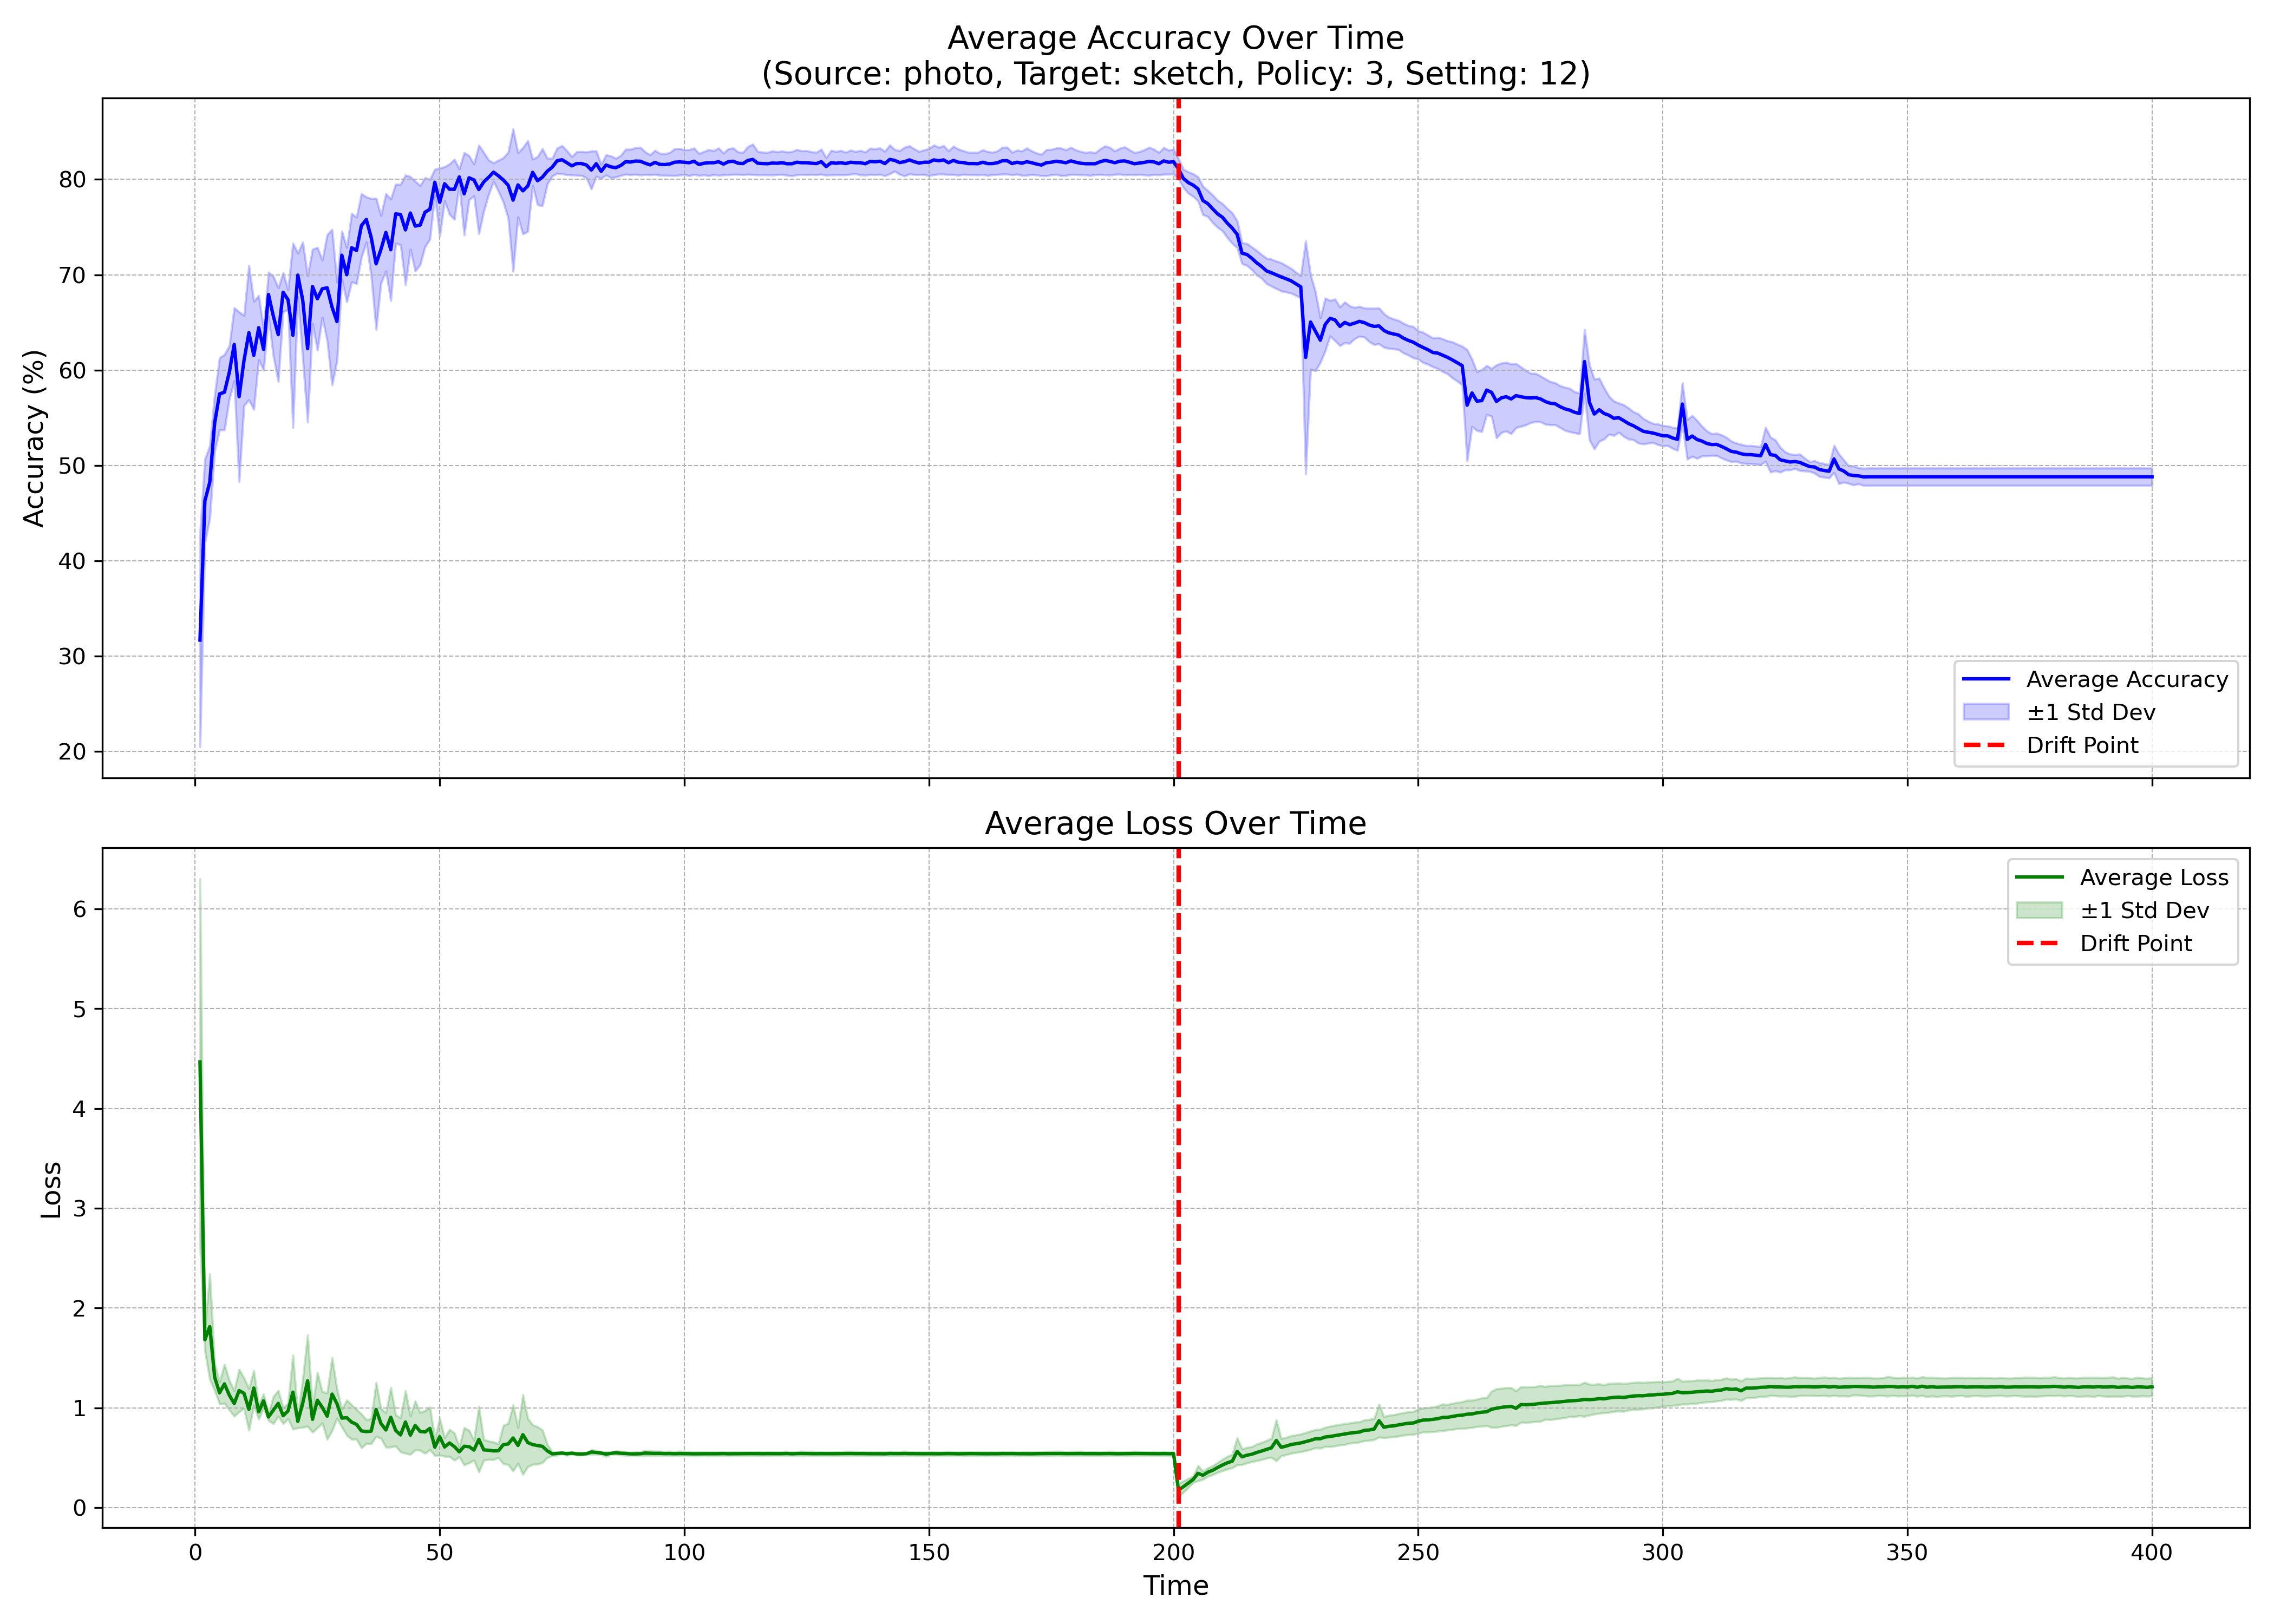 Average Accuracy Over Time
(Source: photo, Target: sketch, Policy: 3, Setting: 12)
Accuracy (%)
80
70
60
50
40
30
20
Average Accuracy
±1 Std Dev
Drift Point
Average Loss Over Time
Loss
6
5
4
3
2
1
0
Average Loss
±1 Std Dev
Drift Point
0 50 100 150 200 250 300 350 400
Time